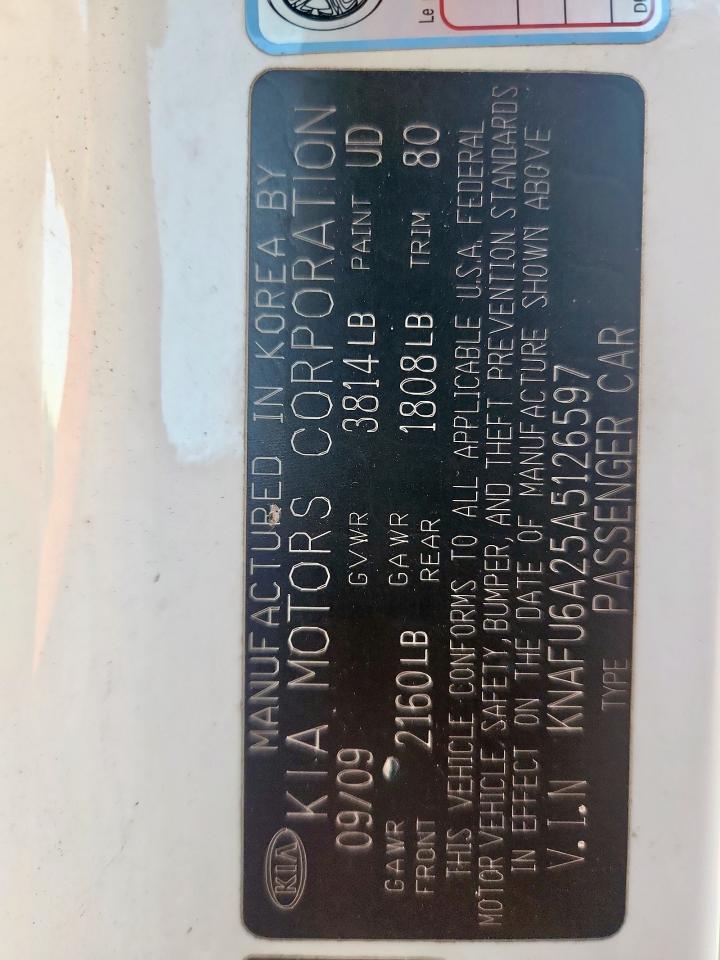 Le
MANUFACTURED IN KOREA BY
KIA KIA MOTORS CORPORATION
09/09 GVWR 3814LB PAINT UD
GAWR FRONT 2160LB GAWR REAR 1808LB TRIM 80
THIS VEHICLE CONFORMS TO ALL APPLICABLE U.S.A. FEDERAL
MOTOR VEHICLE, SAFETY, BUMPER, AND THEFT PREVENTION STANDARDS
IN EFFECT ON THE DATE OF MANUFACTURE SHOWN ABOVE
V.I.N KNAFU6A25A5126597
TYPE PASSENGER CAR